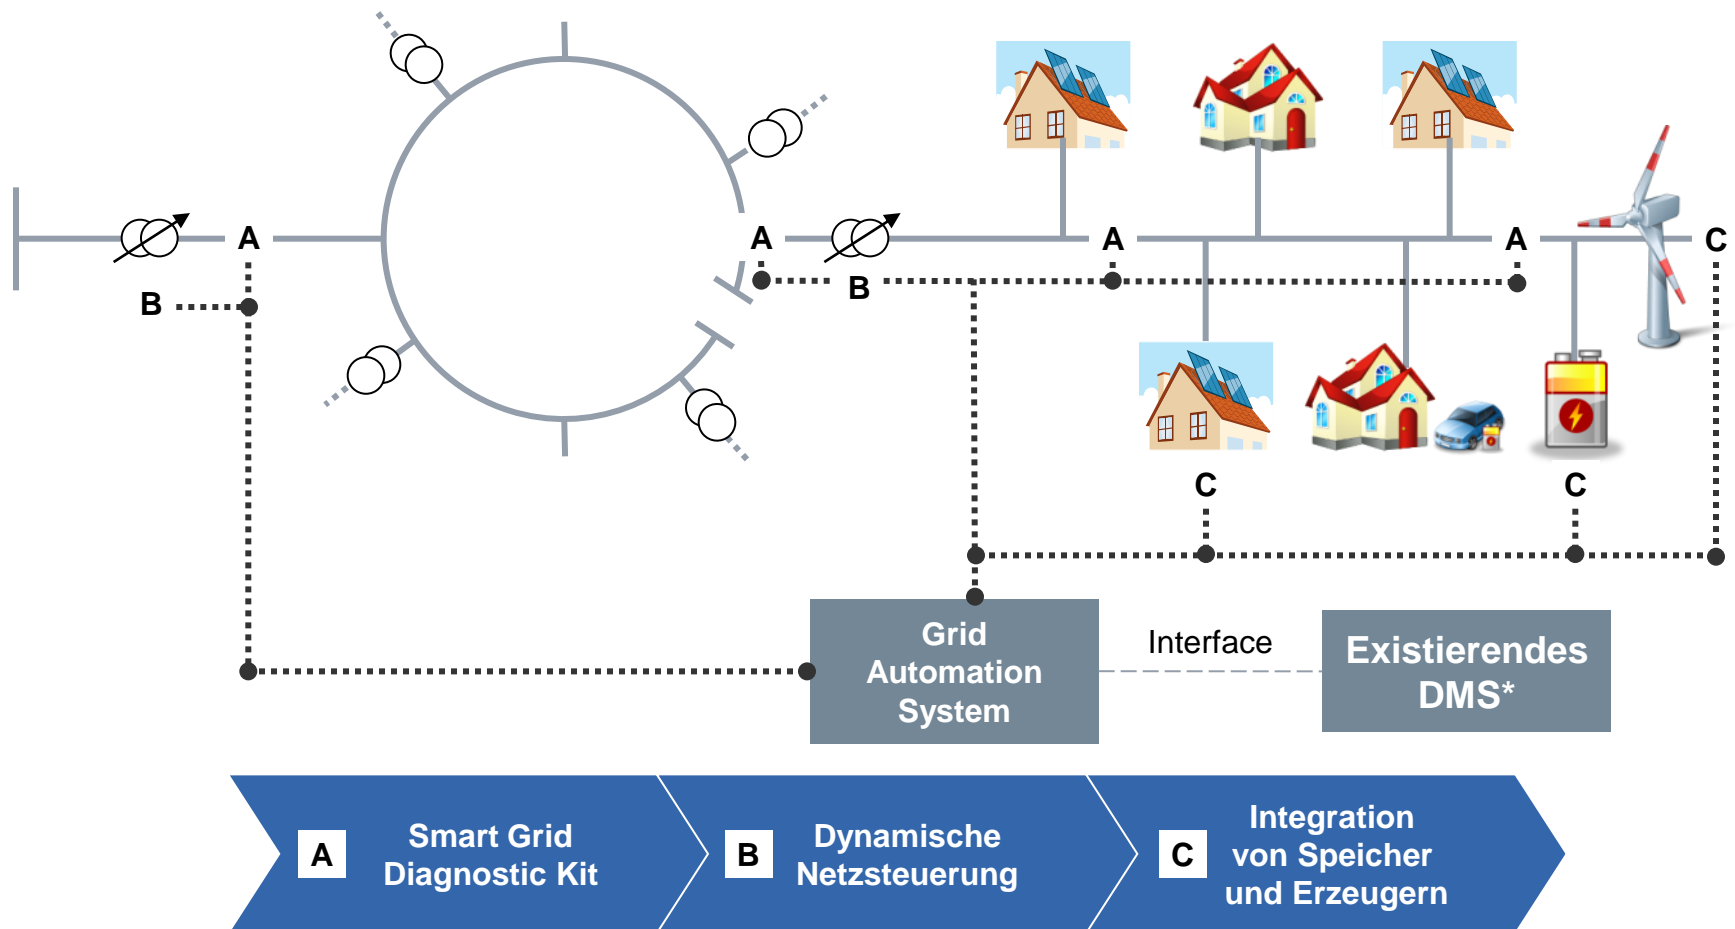 A
A
A
A
C
B
B
C
C
Grid
Automation
System
Interface
Existierendes
DMS*
A
Smart Grid
Diagnostic Kit
B
Dynamische
Netzsteuerung
C
Integration
von Speicher
und Erzeugern